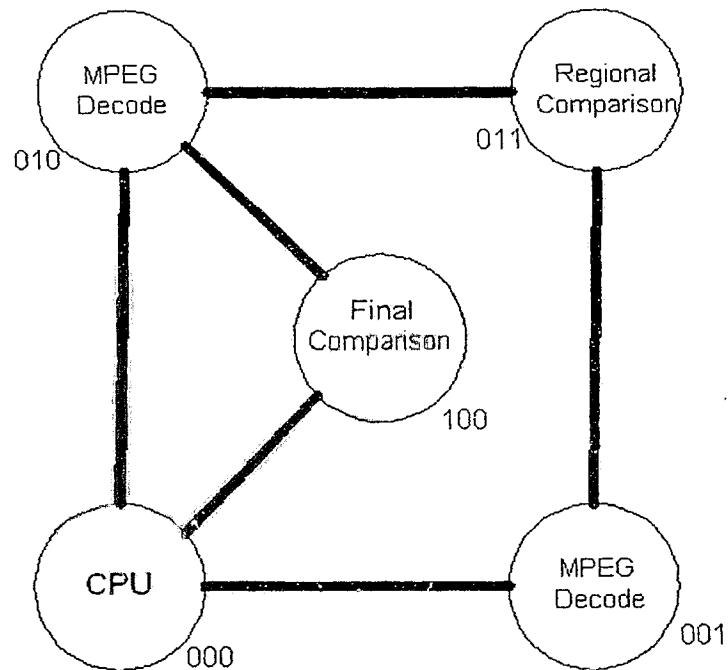 MPEG
Decode
010
Regional
Comparison
011
Final
Comparison
100
CPU
000
MPEG
Decode
001